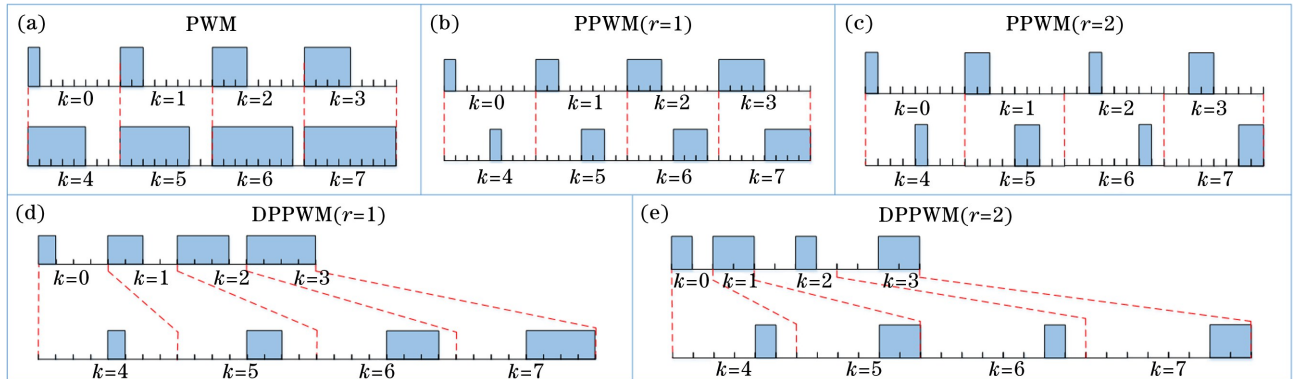 (a) PWM
k=0 k=1 k=2 k=3
k=4 k=5 k=6 k=7
(b) PPWM(r=1)
k=0 k=1 k=2 k=3
k=4 k=5 k=6 k=7
(c) PPWM(r=2)
k=0 k=1 k=2 k=3
k=4 k=5 k=6 k=7
(d) DPPWM(r=1)
k=0 k=1 k=2 k=3
k=4 k=5 k=6 k=7
(e) DPPWM(r=2)
k=0 k=1 k=2 k=3
k=4 k=5 k=6 k=7